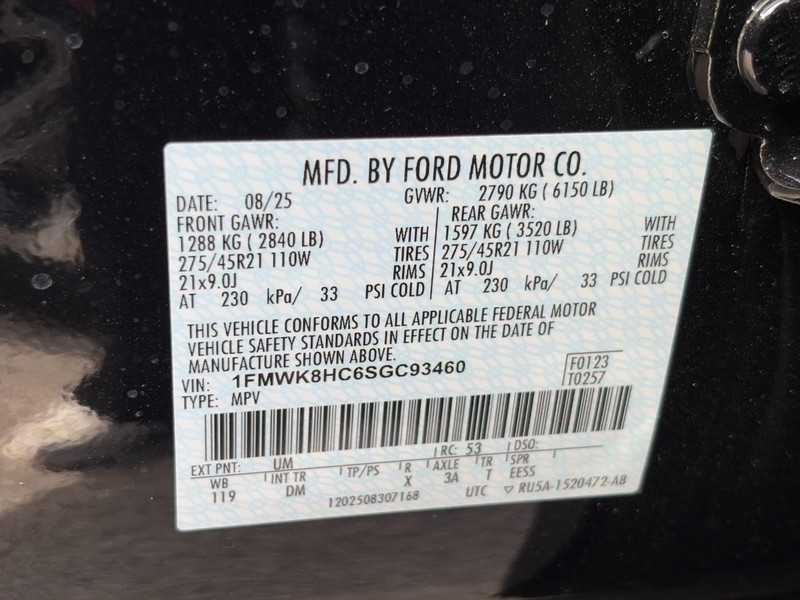 MFD. BY FORD MOTOR CO.
DATE: 08/25 GVWR: 2790 KG ( 6150 LB)
FRONT GAWR: REAR GAWR:
1288 KG ( 2840 LB) WITH 1597 KG ( 3520 LB) WITH
275/45R21 110W TIRES 275/45R21 110W TIRES
21x9.0J RIMS 21x9.0J RIMS
AT 230 kPa/ 33 PSI COLD AT 230 kPa/ 33 PSI COLD
THIS VEHICLE CONFORMS TO ALL APPLICABLE FEDERAL MOTOR
VEHICLE SAFETY STANDARDS IN EFFECT ON THE DATE OF
MANUFACTURE SHOWN ABOVE.
VIN: 1FMWK8HC6SGC93460 F0123
TYPE: MPV T0257
EXT PNT: UM RC: 53 DSO:
WB INT TR TP/PS R AXLE TR SPR
119 DM X 3A T EESS
1202508307168 UTC ▽ RU5A-1520472-AB